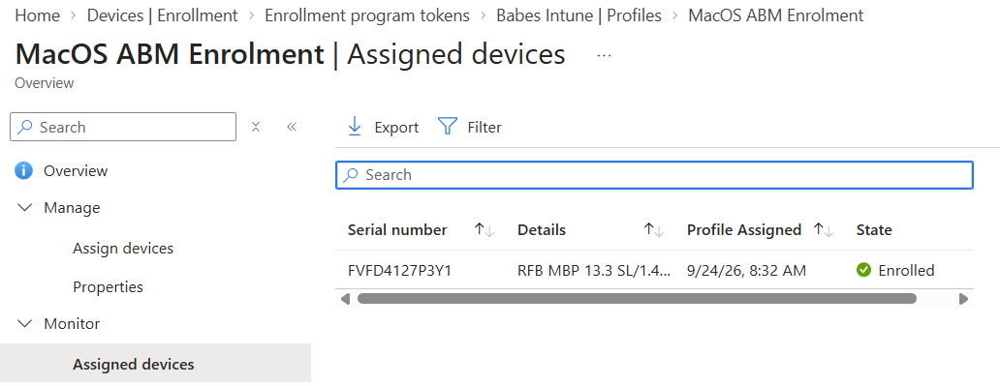 Home > Devices | Enrollment > Enrollment program tokens > Babes Intune | Profiles > MacOS ABM Enrolment
MacOS ABM Enrolment | Assigned devices ...
Overview
Search
Overview
Manage
Assign devices
Properties
Monitor
Assigned devices
Export Filter
Search
Serial number Details Profile Assigned State
FVFD4127P3Y1 RFB MBP 13.3 SL/1.4... 9/24/26, 8:32 AM Enrolled